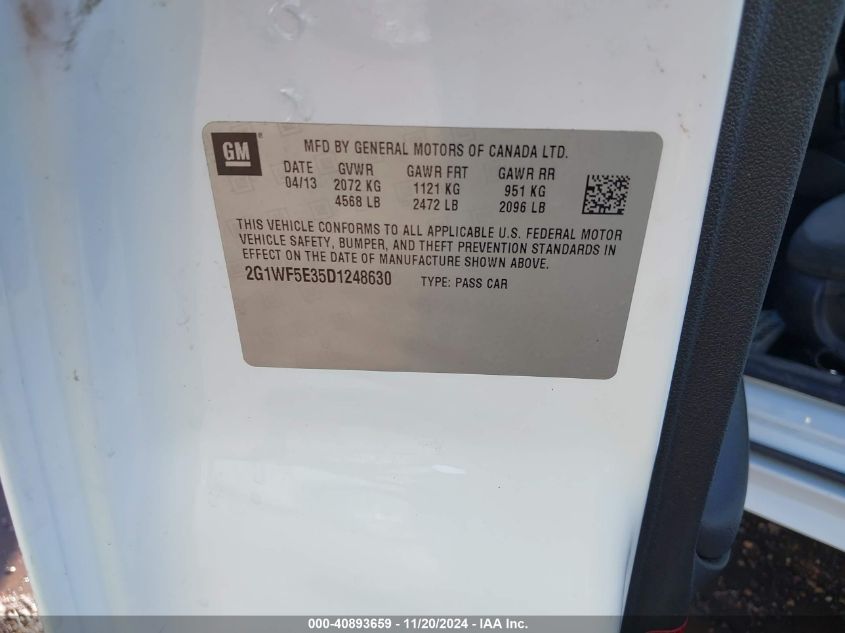 GM
MFD BY GENERAL MOTORS OF CANADA LTD.
DATE GVWR GAWR FRT GAWR RR
04/13 2072 KG 1121 KG 951 KG
4568 LB 2472 LB 2096 LB
THIS VEHICLE CONFORMS TO ALL APPLICABLE U.S. FEDERAL MOTOR
VEHICLE SAFETY, BUMPER, AND THEFT PREVENTION STANDARDS IN
EFFECT ON THE DATE OF MANUFACTURE SHOWN ABOVE.
2G1WF5E35D1248630 TYPE: PASS CAR
000-40893659 - 11/20/2024 - IAA Inc.